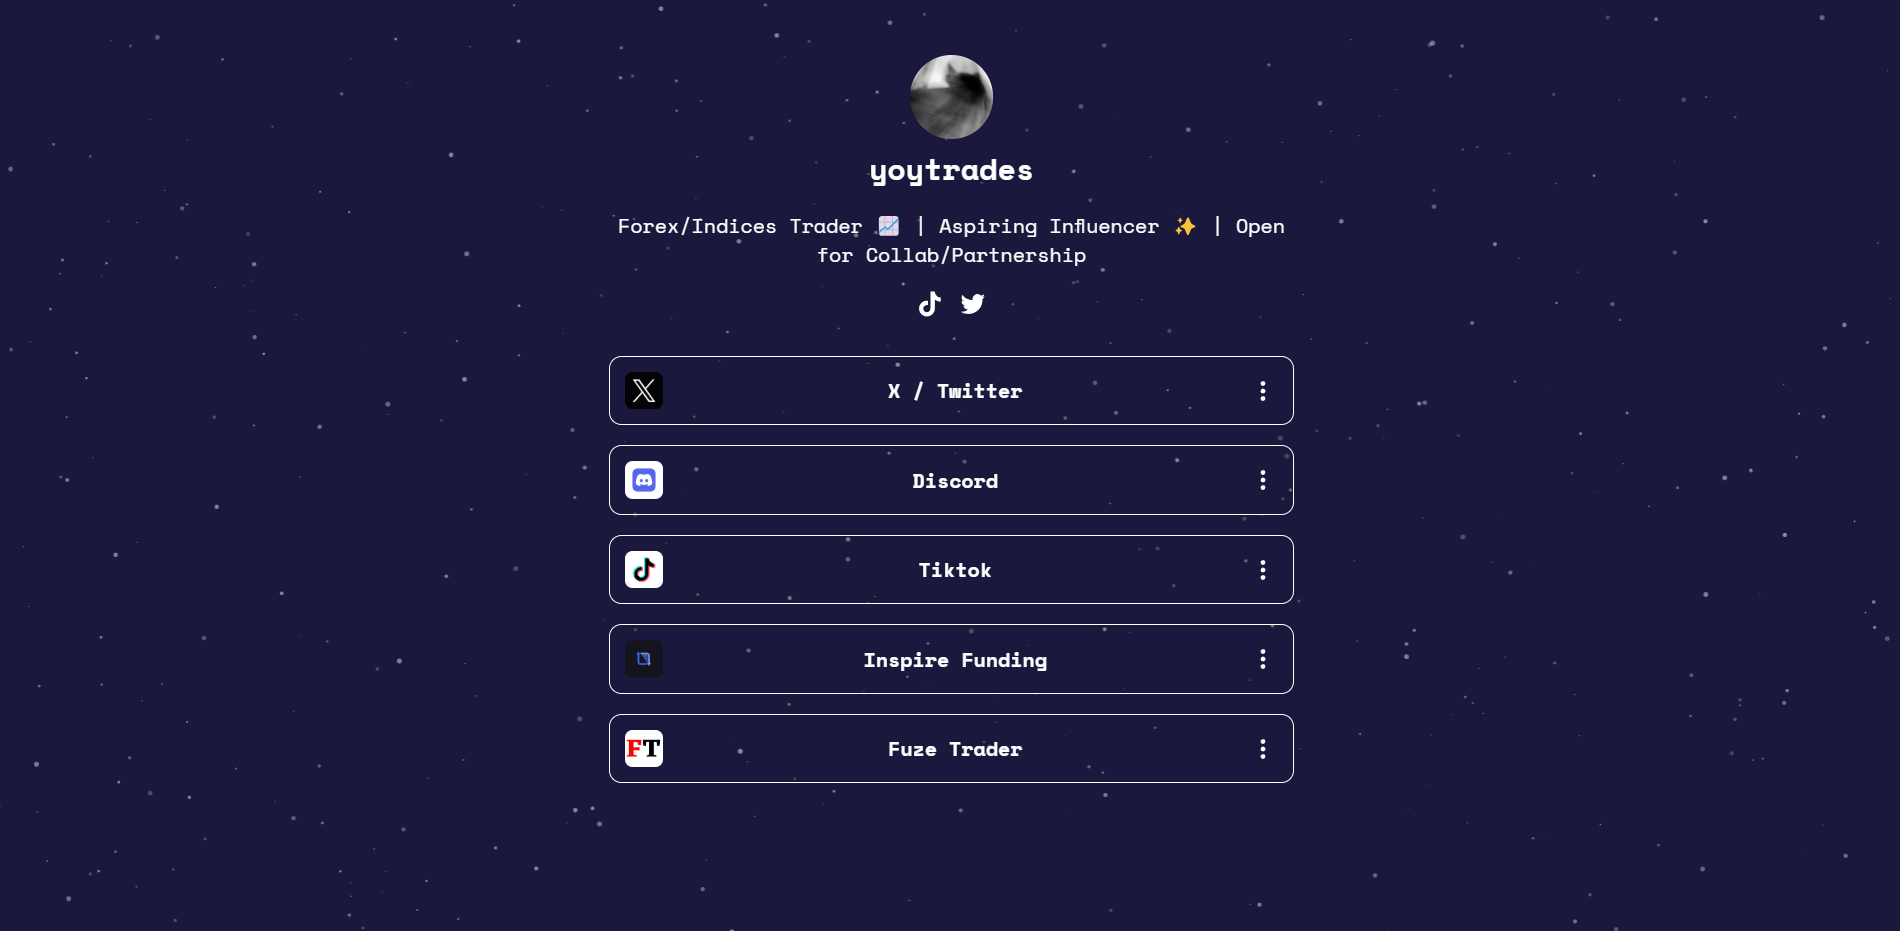 yoytrades
Forex/Indices Trader 📈 | Aspiring Influencer ✨ | Open
for Collab/Partnership
X / Twitter
Discord
Tiktok
Inspire Funding
FT
Fuze Trader